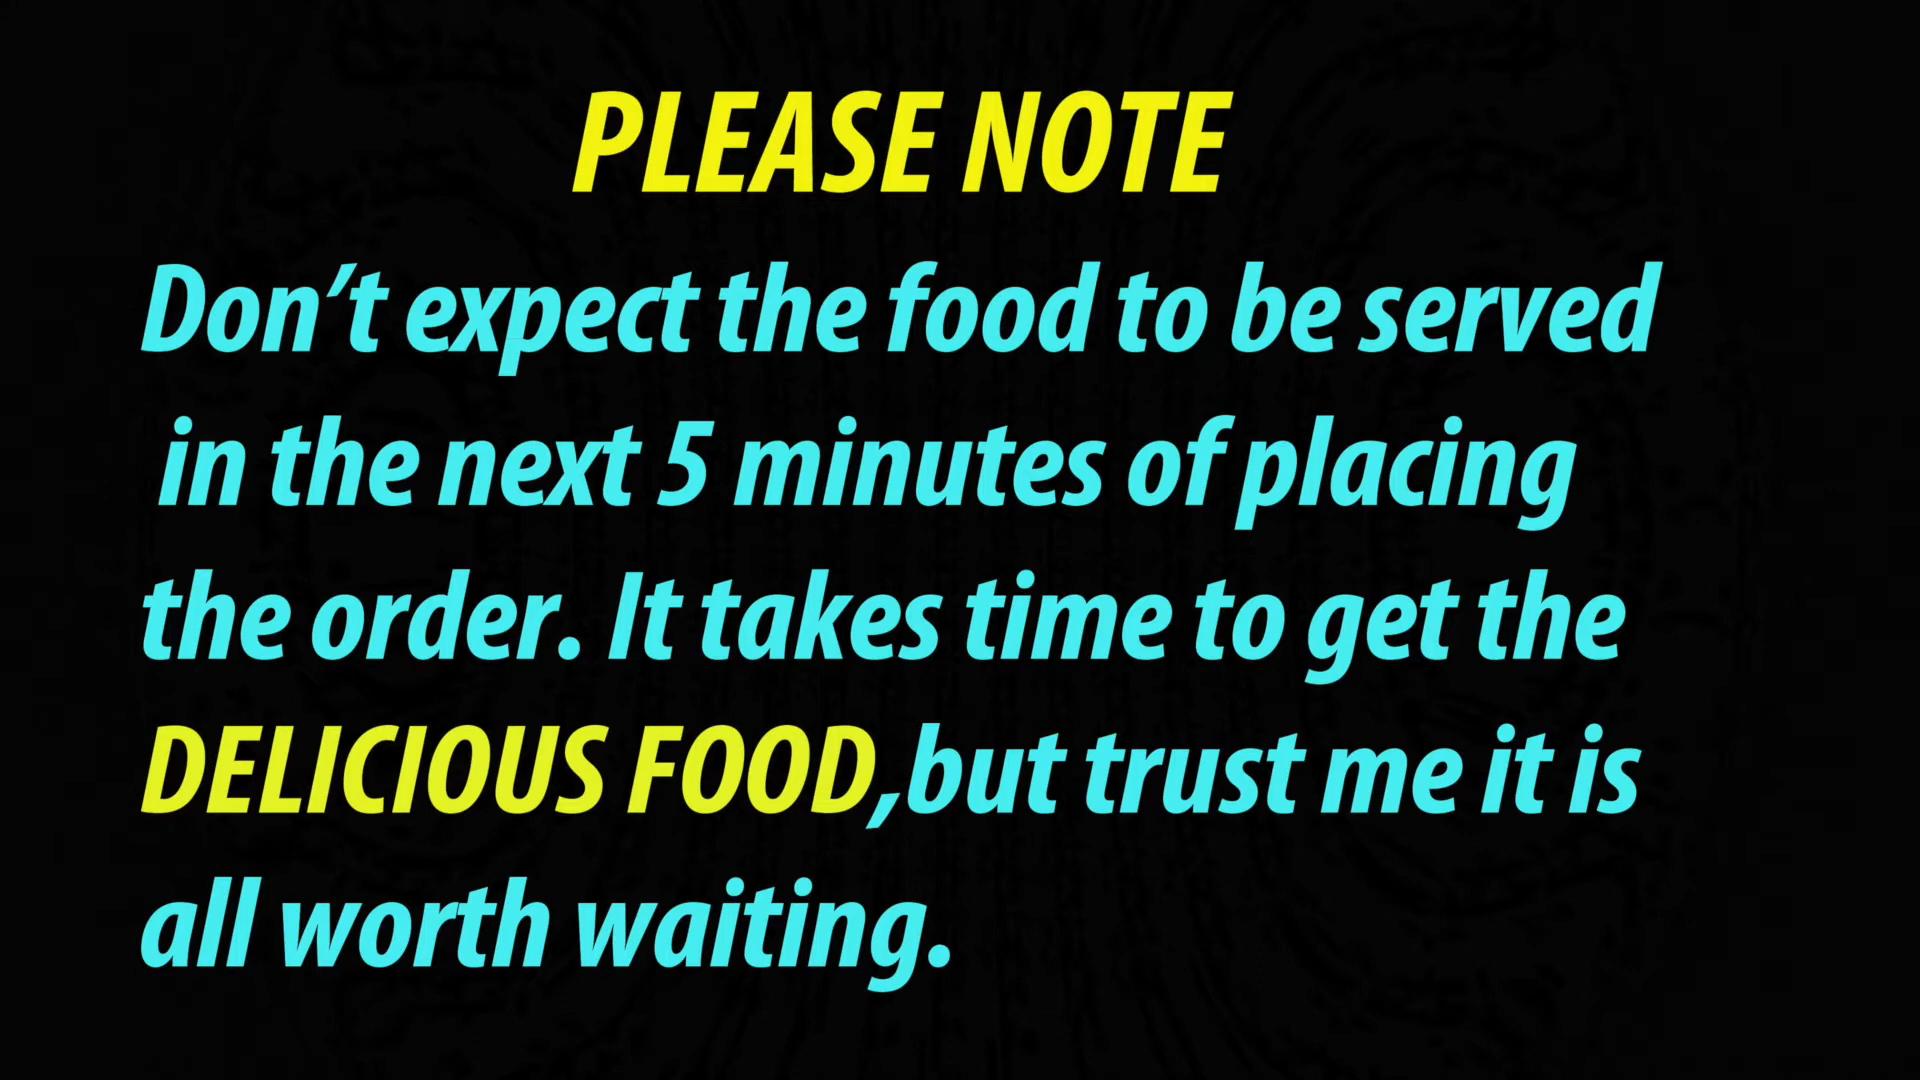 PLEASE NOTE
Don’t expect the food to be served
in the next 5 minutes of placing
the order. It takes time to get the
DELICIOUS FOOD,but trust me it is
all worth waiting.